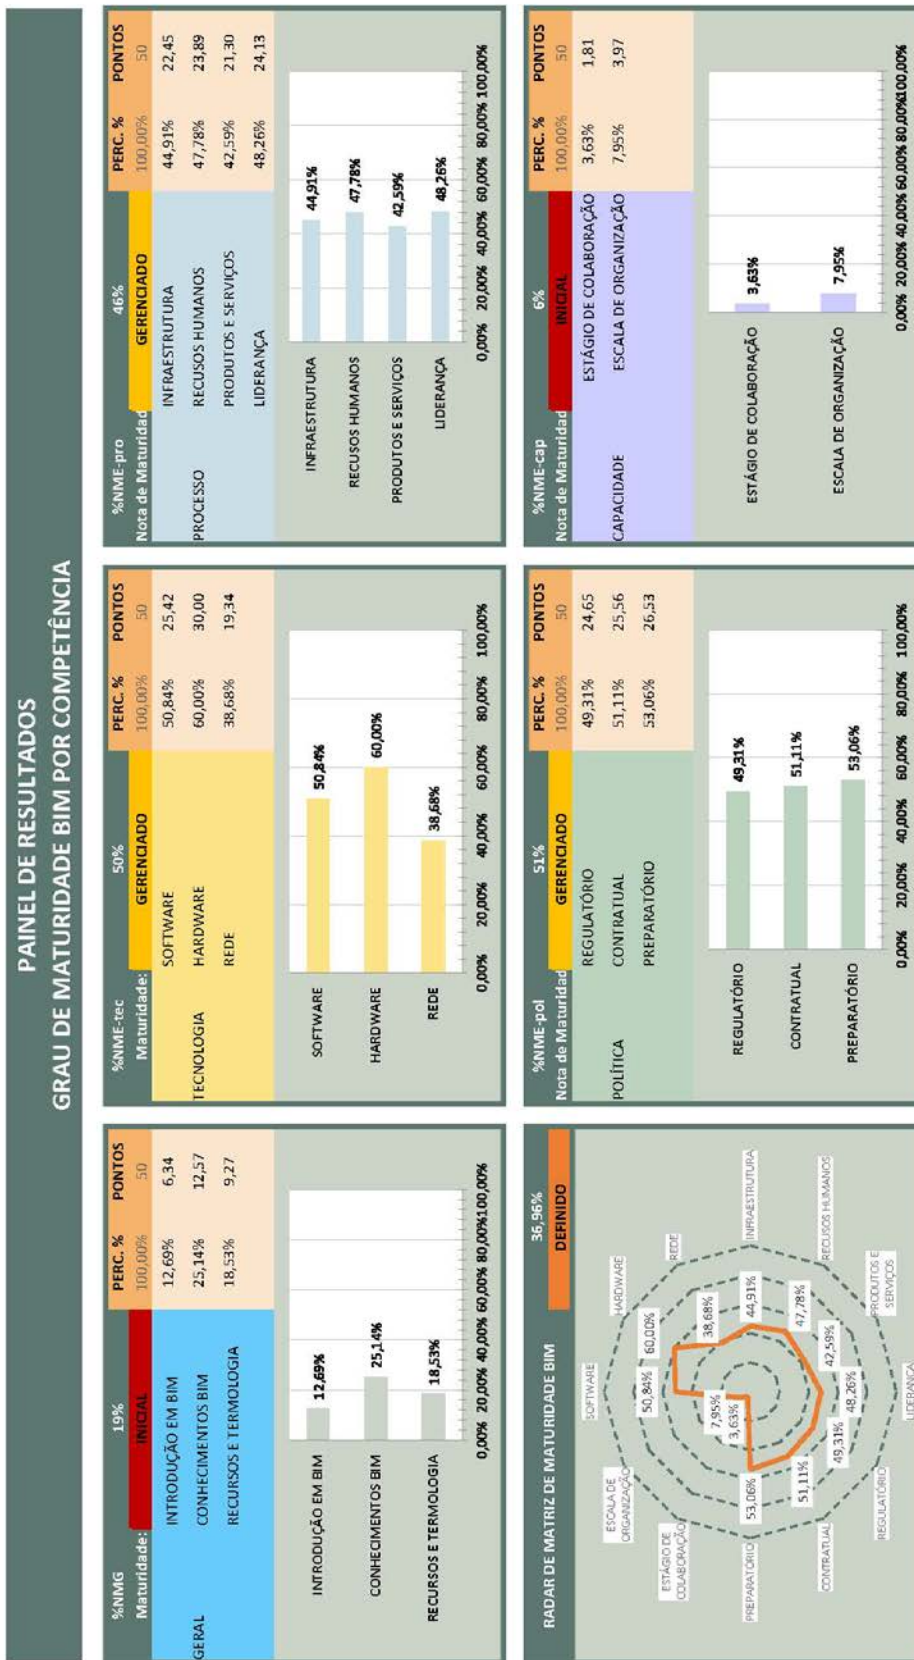 PAINEL DE RESULTADOS
GRAU DE MATURIDADE BIM POR COMPETÊNCIA
%NMG 19% PERC. % PONTOS
Maturidade: INICIAL 100,00% 50
GERAL
INTRODUÇÃO EM BIM 12,69% 6,34
CONHECIMENTOS BIM 25,14% 12,57
RECURSOS E TERMOLOGIA 18,53% 9,27
INTRODUÇÃO EM BIM 12,69%
CONHECIMENTOS BIM 25,14%
RECURSOS E TERMOLOGIA 18,53%
0,00% 20,00% 40,00% 60,00% 80,00%100,00%
%NME-tec 50% PERC. % PONTOS
Maturidade: GERENCIADO 100,00% 50
TECNOLOGIA
SOFTWARE 50,84% 25,42
HARDWARE 60,00% 30,00
REDE 38,68% 19,34
SOFTWARE 50,84%
HARDWARE 60,00%
REDE 38,68%
0,00% 20,00% 40,00% 60,00% 80,00% 100,00%
%NME-pro 46% PERC. % PONTOS
Nota de Maturidad GERENCIADO 100,00% 50
PROCESSO
INFRAESTRUTURA 44,91% 22,45
RECUSOS HUMANOS 47,78% 23,89
PRODUTOS E SERVIÇOS 42,59% 21,30
LIDERANÇA 48,26% 24,13
INFRAESTRUTURA 44,91%
RECUSOS HUMANOS 47,78%
PRODUTOS E SERVIÇOS 42,59%
LIDERANÇA 48,26%
0,00% 20,00% 40,00% 60,00% 80,00% 100,00%
RADAR DE MATRIZ DE MATURIDADE BIM 36,96%
DEFINIDO
SOFTWARE
50,84%
HARDWARE
60,00%
REDE
38,68%
INFRAESTRUTURA
44,91%
RECUSOS HUMANOS
47,78%
PRODUTOS E
SERVIÇOS
42,59%
LIDERANÇA
48,26%
REGULATÓRIO
49,31%
CONTRATUAL
51,11%
PREPARATÓRIO
53,06%
ESTÁGIO DE
COLABORAÇÃO
3,63%
ESCALA DE
ORGANIZAÇÃO
7,95%
%NME-pol 51% PERC. % PONTOS
Nota de Maturidad GERENCIADO 100,00% 50
POLÍTICA
REGULATÓRIO 49,31% 24,65
CONTRATUAL 51,11% 25,56
PREPARATÓRIO 53,06% 26,53
REGULATÓRIO 49,31%
CONTRATUAL 51,11%
PREPARATÓRIO 53,06%
0,00% 20,00% 40,00% 60,00% 80,00% 100,00%
%NME-cap 6% PERC. % PONTOS
Nota de Maturidad INICIAL 100,00% 50
CAPACIDADE
ESTÁGIO DE COLABORAÇÃO 3,63% 1,81
ESCALA DE ORGANIZAÇÃO 7,95% 3,97
ESTÁGIO DE COLABORAÇÃO 3,63%
ESCALA DE ORGANIZAÇÃO 7,95%
0,00% 20,00% 40,00% 60,00% 80,00%100,00%